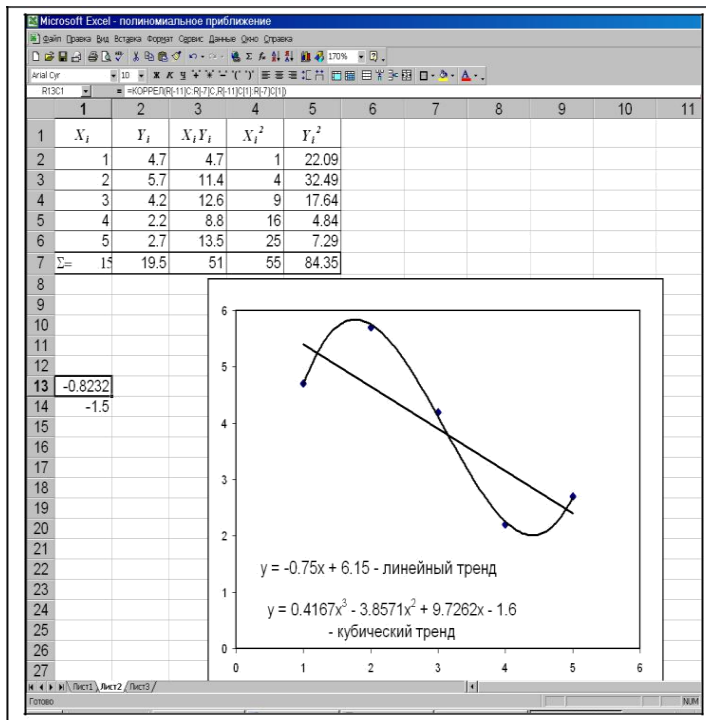 Microsoft Excel - полиномиальное приближение
Файл Правка Вид Вставка Формат Сервис Данные Окно Справка
170%
Arial Cyr 10 Ж К Ч
R13C1 = =КОРРЕЛ(R[-11]C:R[-7]C,R[-11]C[1]:R[-7]C[1])
1 2 3 4 5 6 7 8 9 10 11
1 Xᵢ Yᵢ XᵢYᵢ Xᵢ² Yᵢ²
2 1 4.7 4.7 1 22.09
3 2 5.7 11.4 4 32.49
4 3 4.2 12.6 9 17.64
5 4 2.2 8.8 16 4.84
6 5 2.7 13.5 25 7.29
7 Σ= 15 19.5 51 55 84.35
8
9
10
11
12
13 -0.8232
14 -1.5
15
16
17
18
19
20
21
22
23
24
25
26
27
6
5
4
3
2
1
0
y = -0.75x + 6.15 - линейный тренд
y = 0.4167x³ - 3.8571x² + 9.7262x - 1.6
- кубический тренд
0 1 2 3 4 5 6
Лист1 Лист2 Лист3
Готово NUM